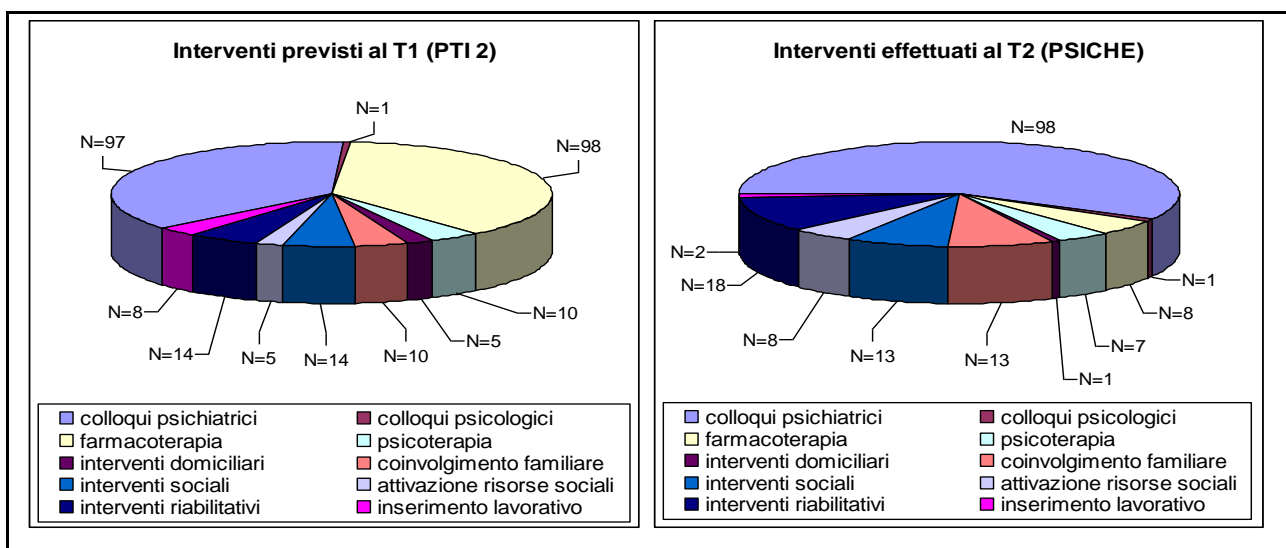 Interventi previsti al T1 (PTI 2)
N=1
N=97
N=98
N=8
N=14
N=5
N=14
N=10
N=5
N=10
colloqui psichiatrici
colloqui psicologici
farmacoterapia
psicoterapia
interventi domiciliari
coinvolgimento familiare
interventi sociali
attivazione risorse sociali
interventi riabilitativi
inserimento lavorativo
Interventi effettuati al T2 (PSICHE)
N=98
N=2
N=18
N=8
N=13
N=13
N=1
N=7
N=8
N=1
colloqui psichiatrici
colloqui psicologici
farmacoterapia
psicoterapia
interventi domiciliari
coinvolgimento familiare
interventi sociali
attivazione risorse sociali
interventi riabilitativi
inserimento lavorativo